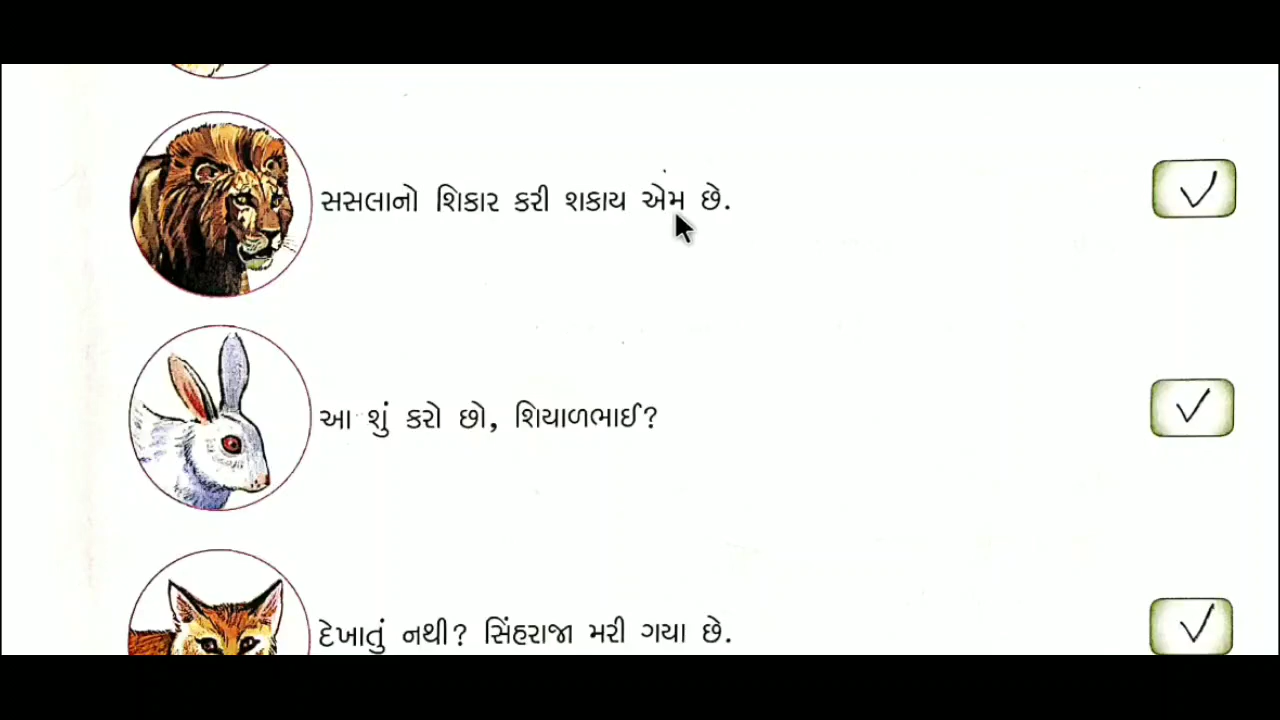 સસલાનો શિકાર કરી શકાય એમ છે.
આ શું કરો છો, શિયાળભાઈ?
દેખાતું નથી? સિંહરાજા મરી ગયા છે.